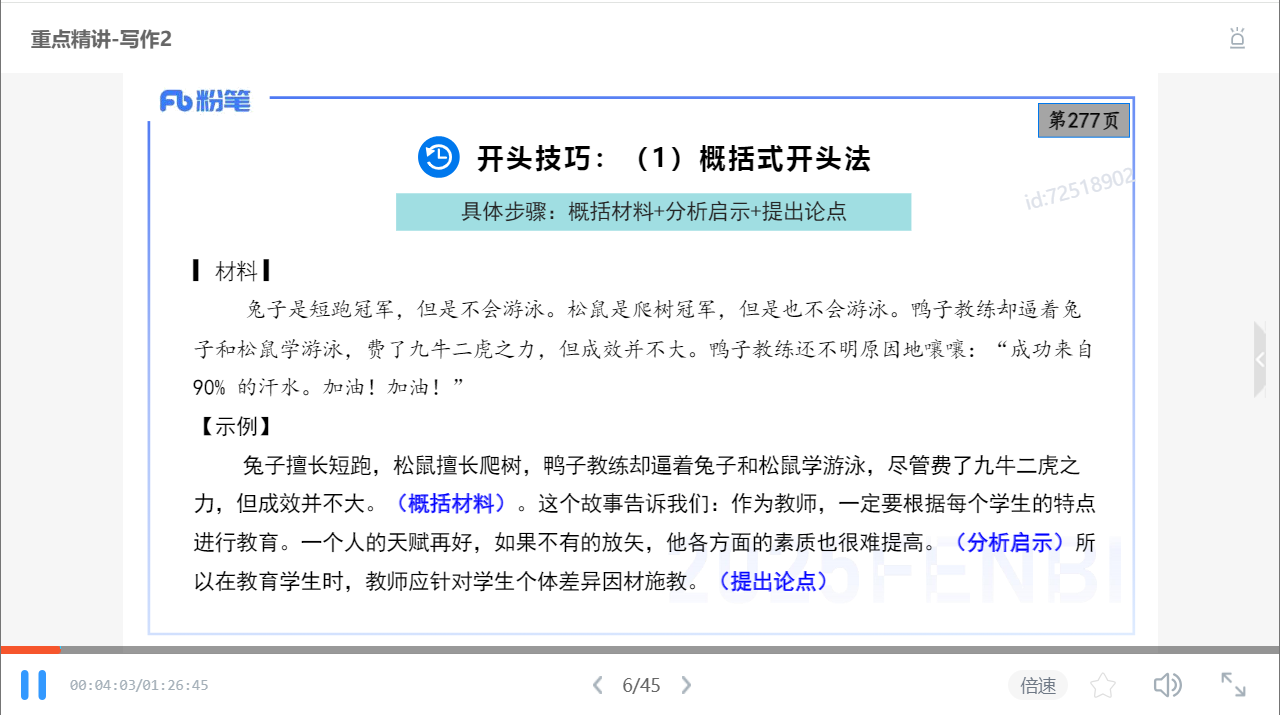 重点精讲-写作2
粉笔
第277页
开头技巧：（1）概括式开头法
id:72518902
具体步骤：概括材料+分析启示+提出论点
材料
兔子是短跑冠军，但是不会游泳。松鼠是爬树冠军，但是也不会游泳。鸭子教练却逼着兔
子和松鼠学游泳，费了九牛二虎之力，但成效并不大。鸭子教练还不明原因地嚷嚷：“成功来自
90% 的汗水。加油！加油！”
【示例】
兔子擅长短跑，松鼠擅长爬树，鸭子教练却逼着兔子和松鼠学游泳，尽管费了九牛二虎之
力，但成效并不大。（概括材料）。这个故事告诉我们：作为教师，一定要根据每个学生的特点
进行教育。一个人的天赋再好，如果不有的放矢，他各方面的素质也很难提高。（分析启示）所
以在教育学生时，教师应针对学生个体差异因材施教。（提出论点）
2026FENBI
00:04:03/01:26:45
6/45
倍速